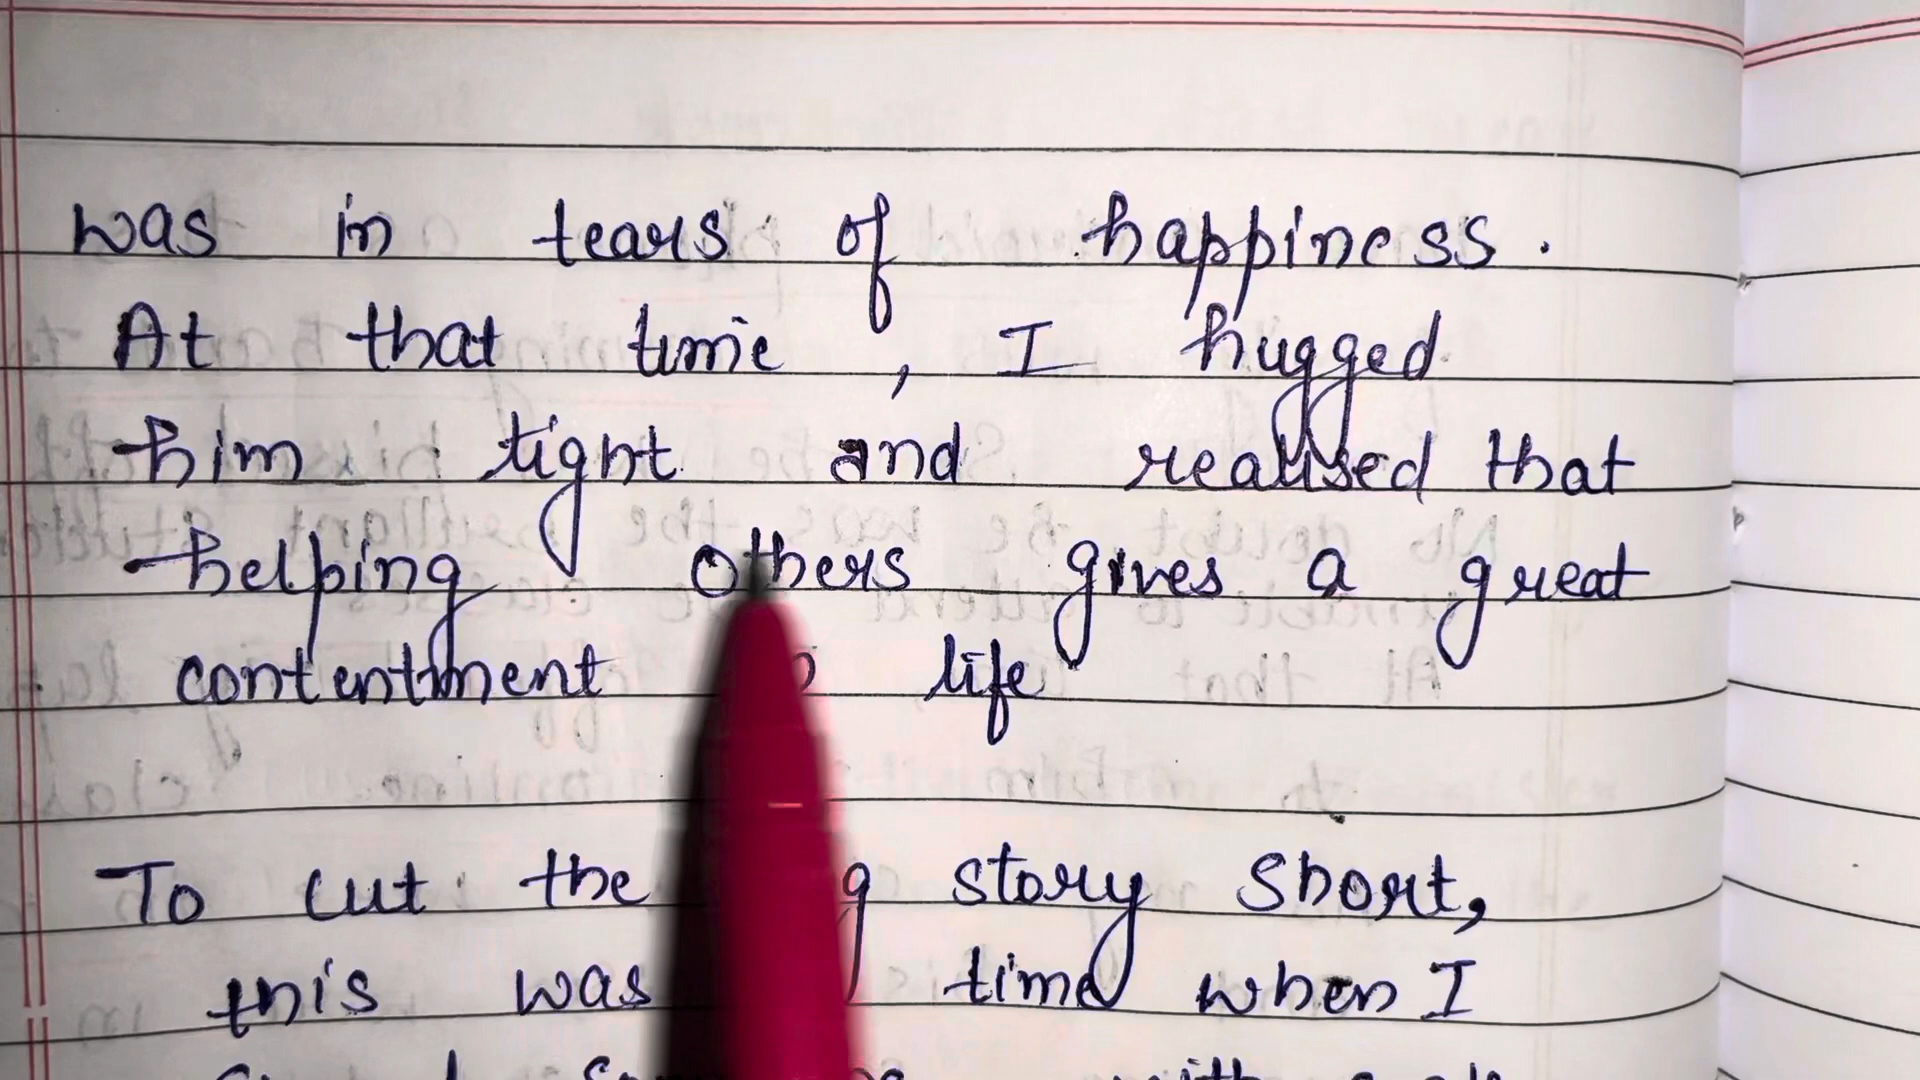 was in tears of happiness.
At that time, I hugged
him tight and realised that
helping others gives a great
contentment life
To cut the story short,
this was time when I